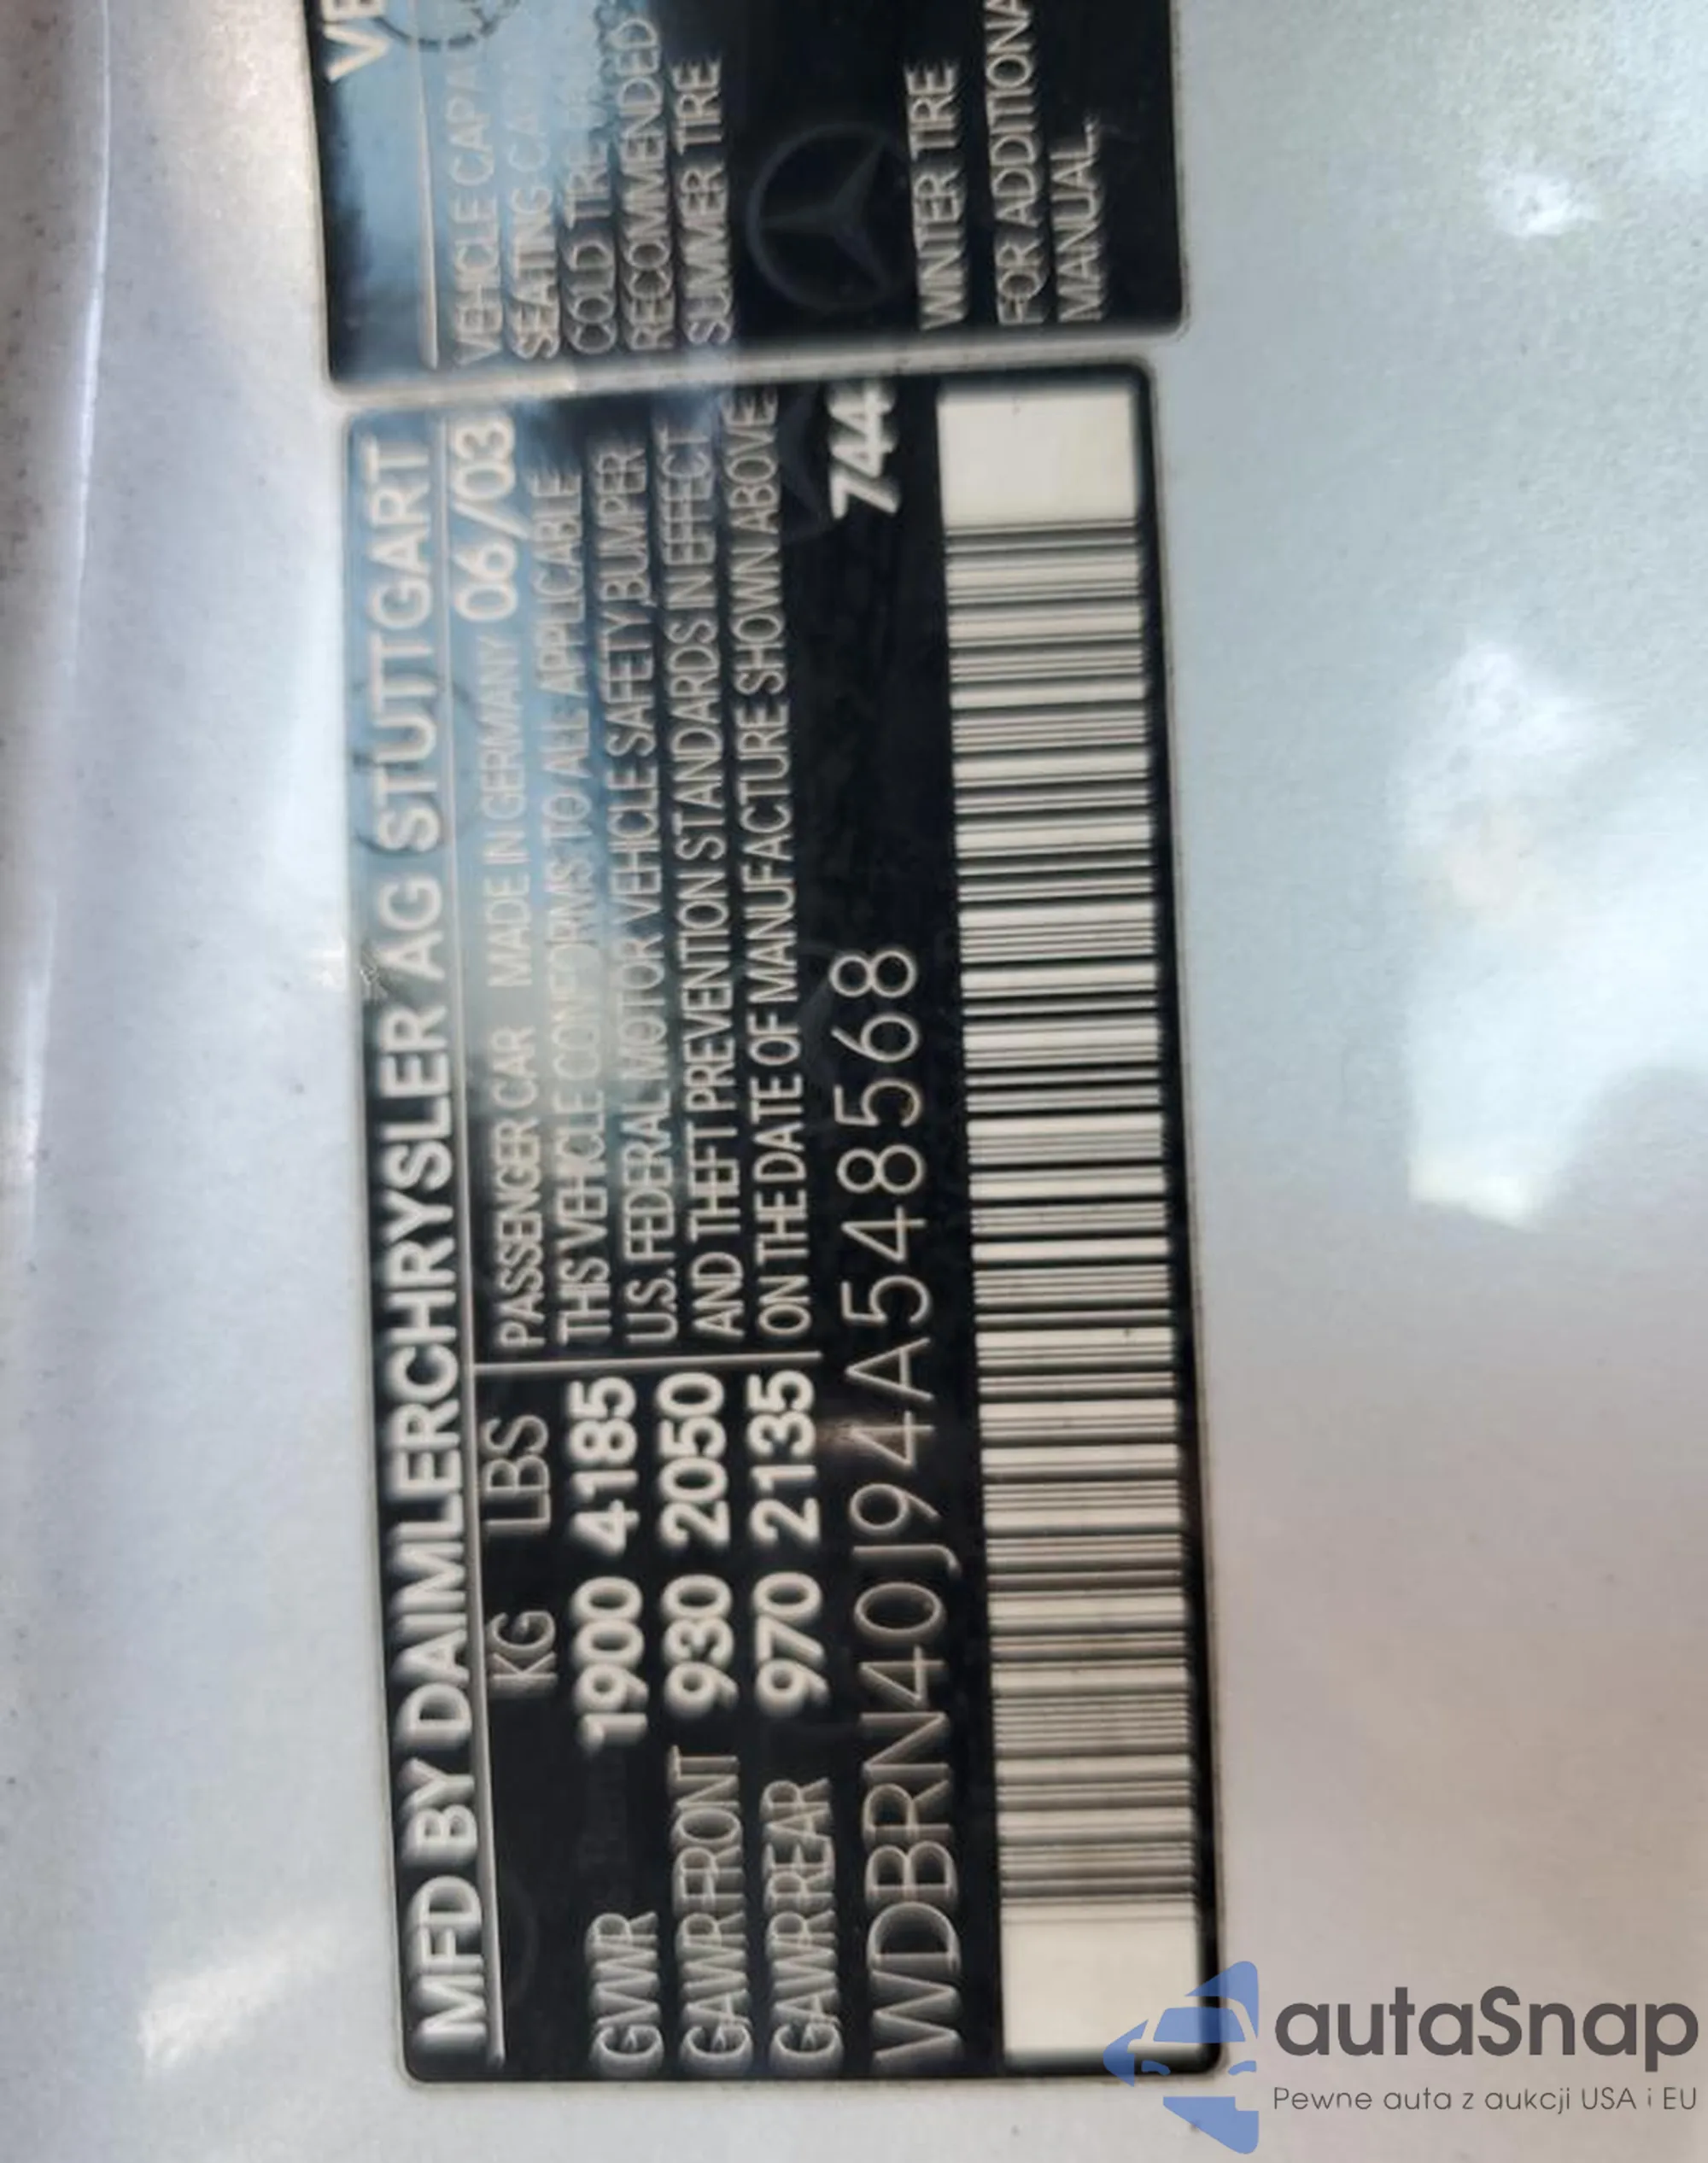 MFD BY DAIMLERCHRYSLER AG STUTTGART
KG LBS
GVWR 1900 4185
GAWR FRONT 930 2050
GAWR REAR 970 2135
PASSENGER CAR MADE IN GERMANY 06/03
THIS VEHICLE CONFORMS TO ALL APPLICABLE
U.S. FEDERAL MOTOR VEHICLE SAFETY, BUMPER
AND THEFT PREVENTION STANDARDS IN EFFECT
ON THE DATE OF MANUFACTURE SHOWN ABOVE.
744
WDBRN40J94A548568
VEHICLE
SEATING
COLD TIRE
RECOMMENDED
SUMMER TIRE
WINTER TIRE
FOR
MANUAL.
autaSnap
Pewne auta z aukcji USA i EU